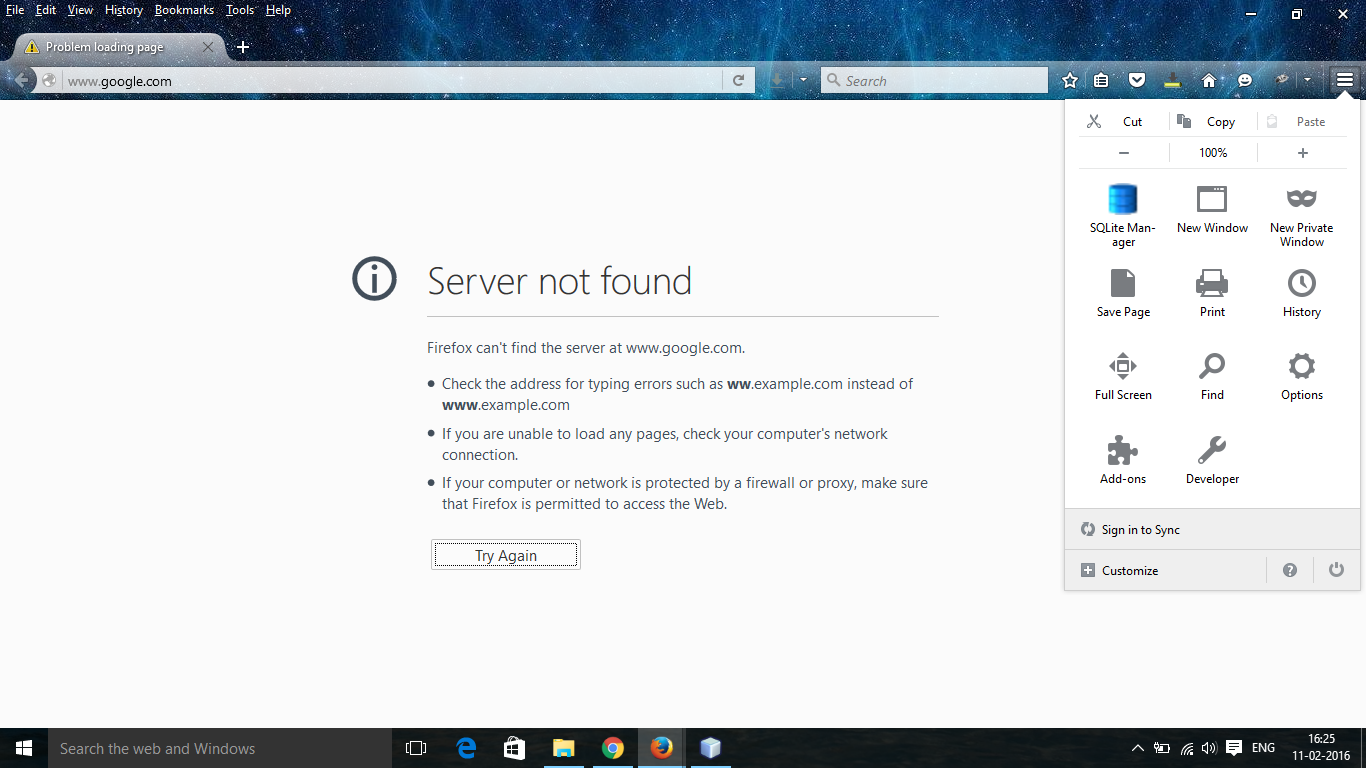 File Edit View History Bookmarks Tools Help
Problem loading page
www.google.com
Search
Cut Copy Paste
100%
SQLite Man-
ager
New Window
New Private
Window
Save Page
Print
History
Full Screen
Find
Options
Add-ons
Developer
Sign in to Sync
Customize
Server not found
Firefox can't find the server at www.google.com.
Check the address for typing errors such as ww.example.com instead of
www.example.com
If you are unable to load any pages, check your computer's network
connection.
If your computer or network is protected by a firewall or proxy, make sure
that Firefox is permitted to access the Web.
Try Again
Search the web and Windows
ENG
16:25
11-02-2016